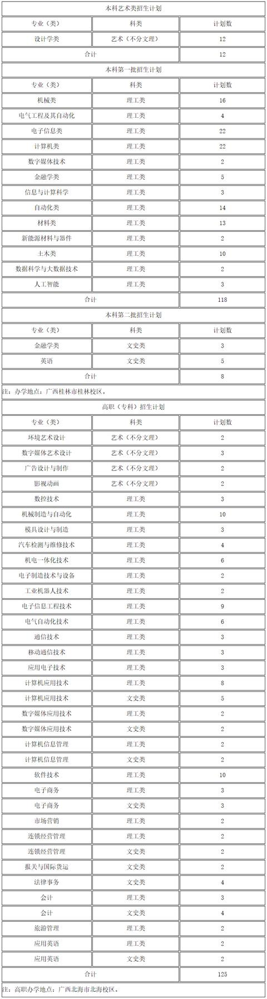 本科艺术类招生计划
专业（类） 科类 计划数
设计学类 艺术（不分文理） 12
合计 12
本科第一批招生计划
专业（类） 科类 计划数
机械类 理工类 16
电气工程及其自动化 理工类 4
电子信息类 理工类 22
计算机类 理工类 22
数字媒体技术 理工类 2
金融学类 理工类 5
信息与计算科学 理工类 3
自动化类 理工类 14
材料类 理工类 13
新能源材料与器件 理工类 2
土木类 理工类 10
数据科学与大数据技术 理工类 2
人工智能 理工类 3
合计 118
本科第二批招生计划
专业（类） 科类 计划数
金融学类 文史类 3
英语 文史类 5
合计 8
注：办学地点：广西桂林市桂林校区。
高职（专科）招生计划
专业（类） 科类 计划数
环境艺术设计 艺术（不分文理） 2
数字媒体艺术设计 艺术（不分文理） 3
广告设计与制作 艺术（不分文理） 2
影视动画 艺术（不分文理） 2
数控技术 理工类 3
机械制造与自动化 理工类 10
模具设计与制造 理工类 3
汽车检测与维修技术 理工类 4
机电一体化技术 理工类 6
电子制造技术与设备 理工类 2
工业机器人技术 理工类 2
电子信息工程技术 理工类 9
电气自动化技术 理工类 6
通信技术 理工类 3
移动通信技术 理工类 3
应用电子技术 理工类 3
计算机应用技术 理工类 8
计算机应用技术 文史类 5
数字媒体应用技术 理工类 2
数字媒体应用技术 文史类 2
计算机信息管理 理工类 2
计算机信息管理 文史类 2
软件技术 理工类 10
电子商务 理工类 3
电子商务 文史类 3
市场营销 理工类 2
连锁经营管理 理工类 2
连锁经营管理 文史类 2
报关与国际货运 文史类 2
法律事务 文史类 4
会计 理工类 3
会计 文史类 4
旅游管理 理工类 2
应用英语 理工类 2
应用英语 文史类 2
合计 125
注：高职办学地点：广西北海市北海校区。